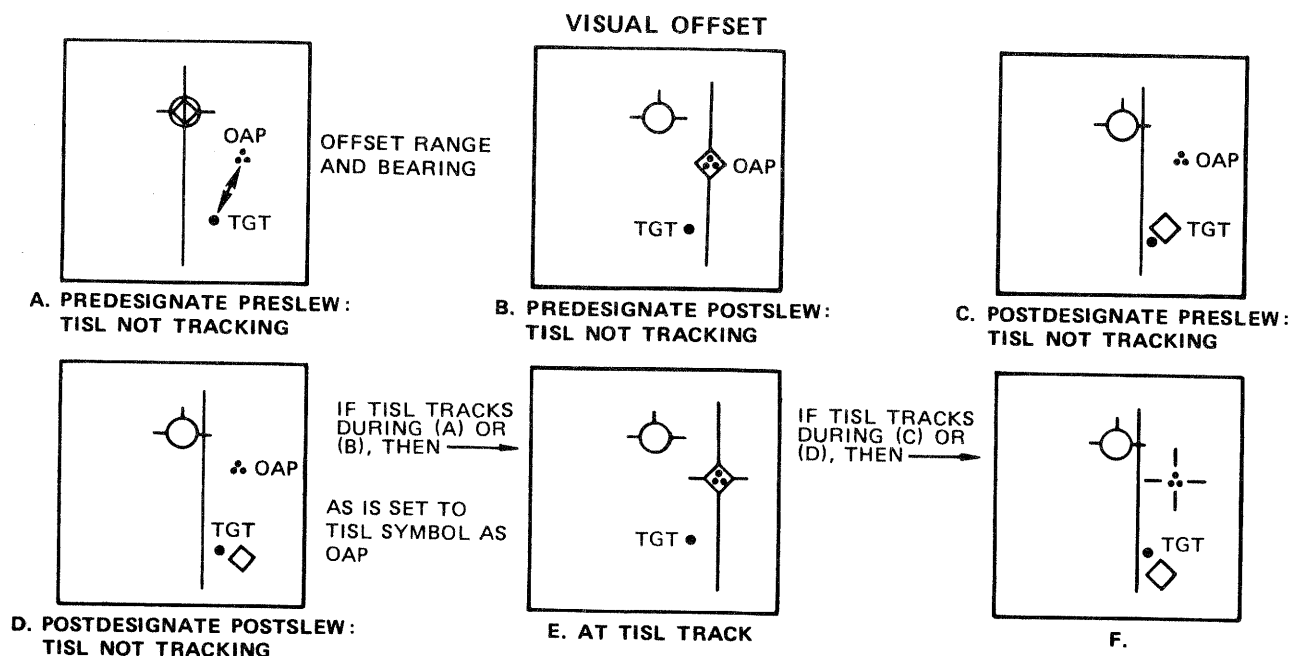 VISUAL OFFSET
OAP
TGT
OFFSET RANGE
AND BEARING
A. PREDESIGNATE PRESLEW:
TISL NOT TRACKING
OAP
TGT
B. PREDESIGNATE POSTSLEW:
TISL NOT TRACKING
OAP
TGT
C. POSTDESIGNATE PRESLEW:
TISL NOT TRACKING
OAP
TGT
D. POSTDESIGNATE POSTSLEW:
TISL NOT TRACKING
IF TISL TRACKS
DURING (A) OR
(B), THEN
AS IS SET TO
TISL SYMBOL AS
OAP
TGT
E. AT TISL TRACK
IF TISL TRACKS
DURING (C) OR
(D), THEN
TGT
F.